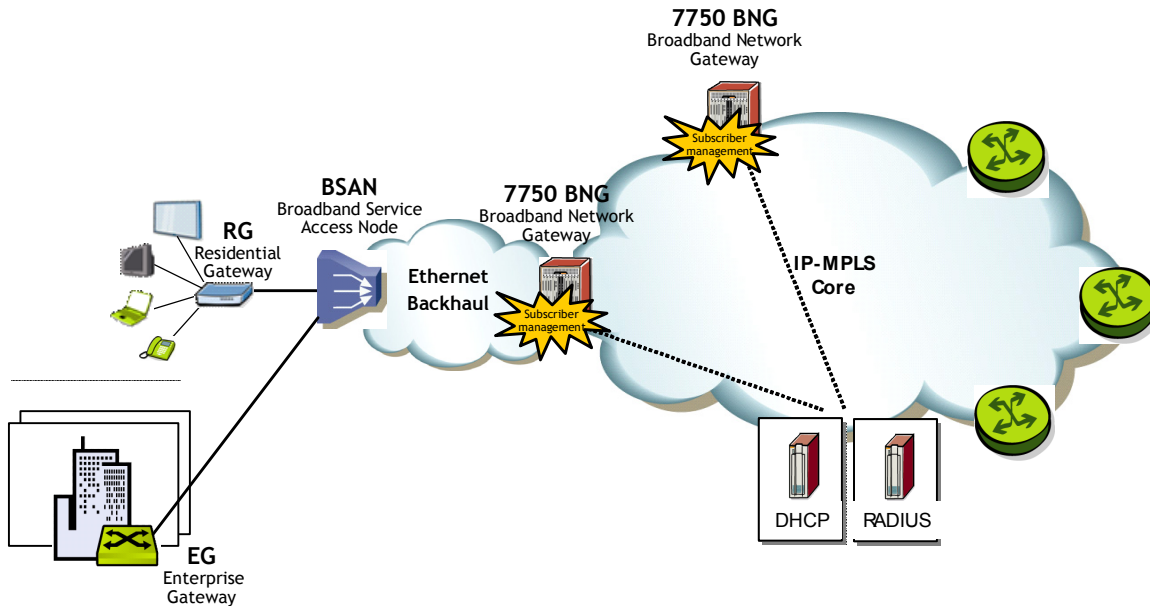 7750 BNG
Broadband Network
Gateway
Subscriber
management
BSAN
Broadband Service
Access Node
7750 BNG
Broadband Network
Gateway
RG
Residential
Gateway
Ethernet
Backhaul
IP-MPLS
Core
Subscriber
management
DHCP
RADIUS
EG
Enterprise
Gateway